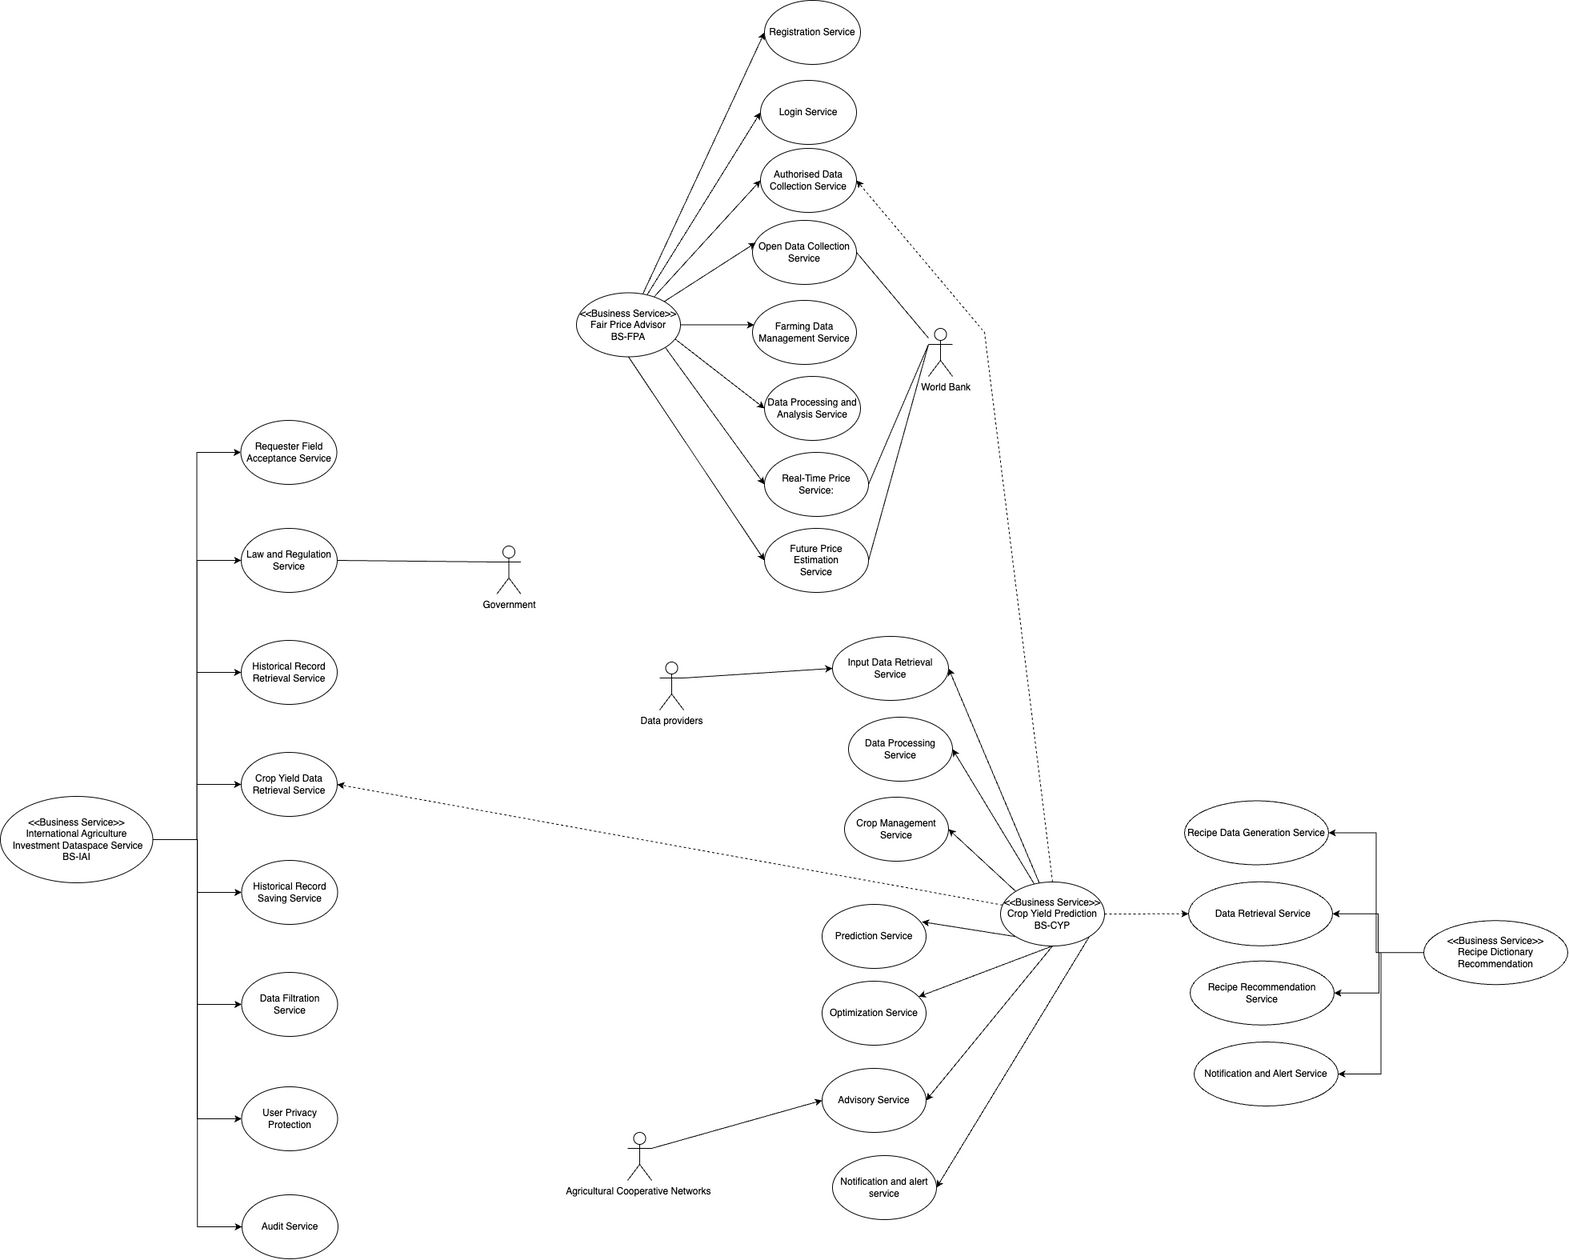 Registration Service
Login Service
Authorised Data
Collection Service
Open Data Collection
Service
<<Business Service>>
Fair Price Advisor
BS-FPA
Farming Data
Management Service
World Bank
Data Processing and
Analysis Service
Real-Time Price
Service:
Future Price
Estimation
Service
Requester Field
Acceptance Service
Law and Regulation
Service
Government
Historical Record
Retrieval Service
Crop Yield Data
Retrieval Service
<<Business Service>>
International Agriculture
Investment Dataspace Service
BS-IAI
Historical Record
Saving Service
Data Filtration
Service
User Privacy
Protection
Audit Service
Input Data Retrieval
Service
Data providers
Data Processing
Service
Crop Management
Service
<<Business Service>>
Crop Yield Prediction
BS-CYP
Prediction Service
Optimization Service
Advisory Service
Agricultural Cooperative Networks
Notification and alert
service
Recipe Data Generation Service
Data Retrieval Service
<<Business Service>>
Recipe Dictionary
Recommendation
Recipe Recommendation
Service
Notification and Alert Service